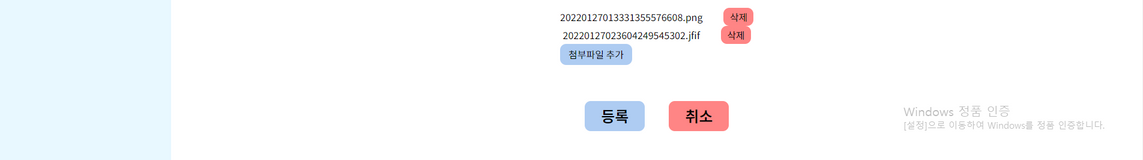 20220127013331355576608.png 삭제
20220127023604249545302.jfif 삭제
첨부파일 추가
등록 취소
Windows 정품 인증
[설정]으로 이동하여 Windows를 정품 인증합니다.